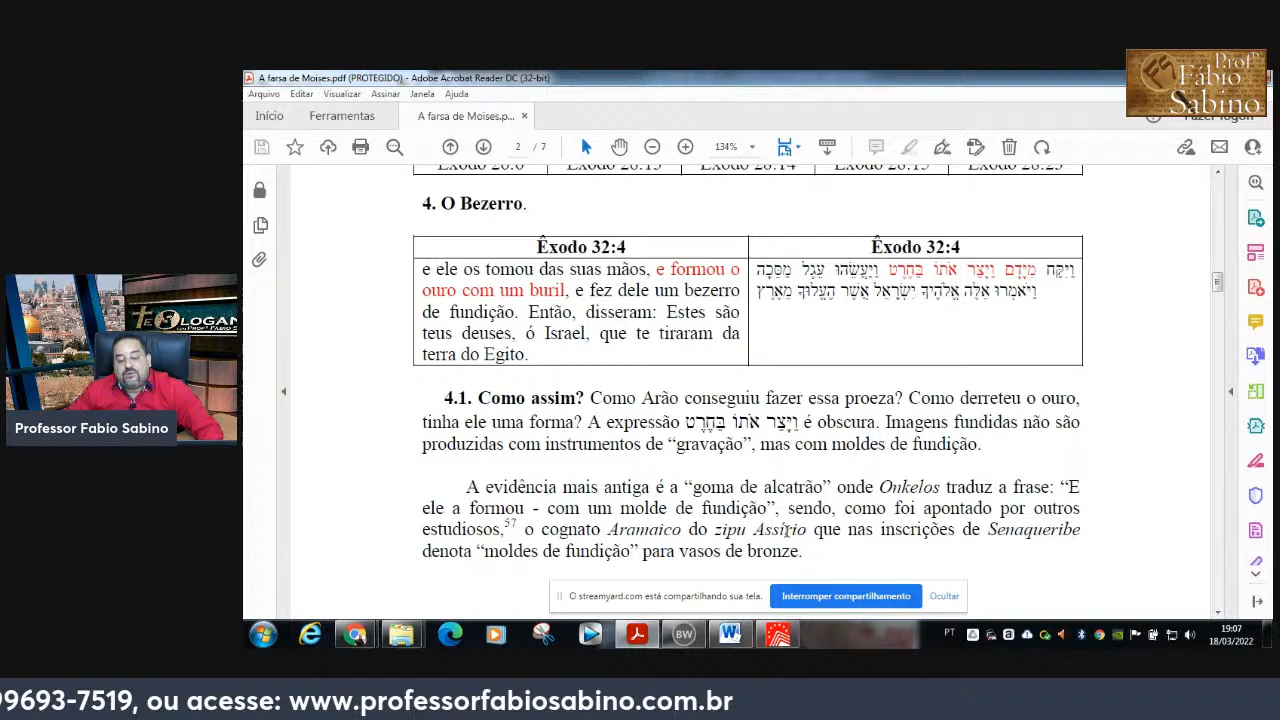 A farsa de Moises.pdf (PROTEGIDO) - Adobe Acrobat Reader DC (32-bit)
Arquivo Editar Visualizar Assinar Janela Ajuda
Início Ferramentas A farsa de Moises.p... ×
2 / 7 134%
Profº
Fábio
Sabino
FS
Êxodo 28:14
4. O Bezerro.
Êxodo 32:4
e ele os tomou das suas mãos, e formou o
ouro com um buril, e fez dele um bezerro
de fundição. Então, disseram: Estes são
teus deuses, ó Israel, que te tiraram da
terra do Egito.
Êxodo 32:4
וַיִּקַּח מִיָּדָם וַיָּצַר אֹתוֹ בַּחֶרֶט וַיַּעֲשֵׂהוּ עֵגֶל מַסֵּכָה
וַיֹּאמְרוּ אֵלֶּה אֱלֹהֶיךָ יִשְׂרָאֵל אֲשֶׁר הֶעֱלוּךָ מֵאֶרֶץ
4.1. Como assim? Como Arão conseguiu fazer essa proeza? Como derreteu o ouro,
tinha ele uma forma? A expressão וַיָּצַר אֹתוֹ בַּחֶרֶט é obscura. Imagens fundidas não são
produzidas com instrumentos de “gravação”, mas com moldes de fundição.
A evidência mais antiga é a “goma de alcatrão” onde Onkelos traduz a frase: “E
ele a formou - com um molde de fundição”, sendo, como foi apontado por outros
estudiosos,57 o cognato Aramaico do zipu Assírio que nas inscrições de Senaqueribe
denota “moldes de fundição” para vasos de bronze.
O streamyard.com está compartilhando sua tela. Interromper compartilhamento Ocultar
TESLOGAN
Professor Fabio Sabino
BW
PT
19:07
18/03/2022
99693-7519, ou acesse: www.professorfabiosabino.com.br